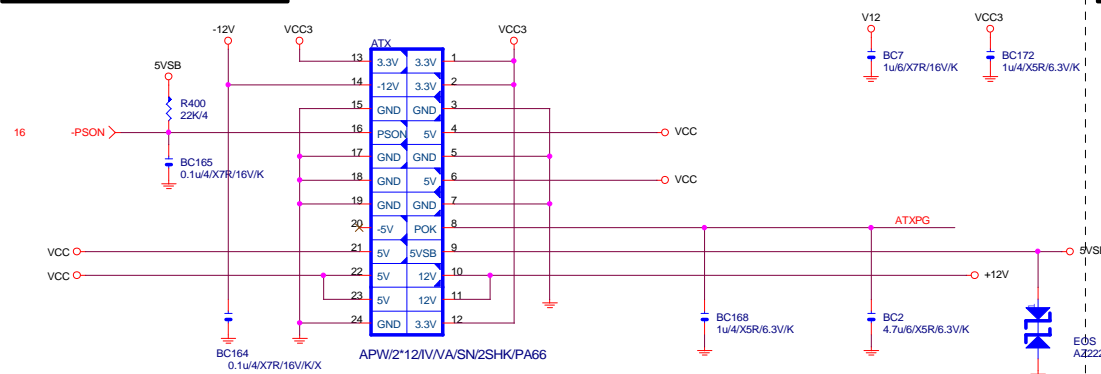 V12
VCC3
-12V
VCC3
ATX
VCC3
BC7
1u/6/X7R/16V/K
BC172
1u/4/X5R/6.3V/K
5VSB
13 3.3V 3.3V 1
14 -12V 3.3V 2
R400
22K/4
15 GND GND 3
16 -PSON
16 PSON 5V 4
VCC
17 GND GND 5
BC165
0.1u/4/X7R/16V/K
18 GND 5V 6
VCC
19 GND GND 7
20 -5V POK 8
ATXPG
VCC
21 5V 5VSB 9
VCC
22 5V 12V 10
+12V
23 5V 12V 11
24 GND 3.3V 12
BC168
1u/4/X5R/6.3V/K
BC2
4.7u/6/X5R/6.3V/K
EOS
AZ222
BC164
0.1u/4/X7R/16V/K/X
APW/2*12/IV/VA/SN/2SHK/PA66